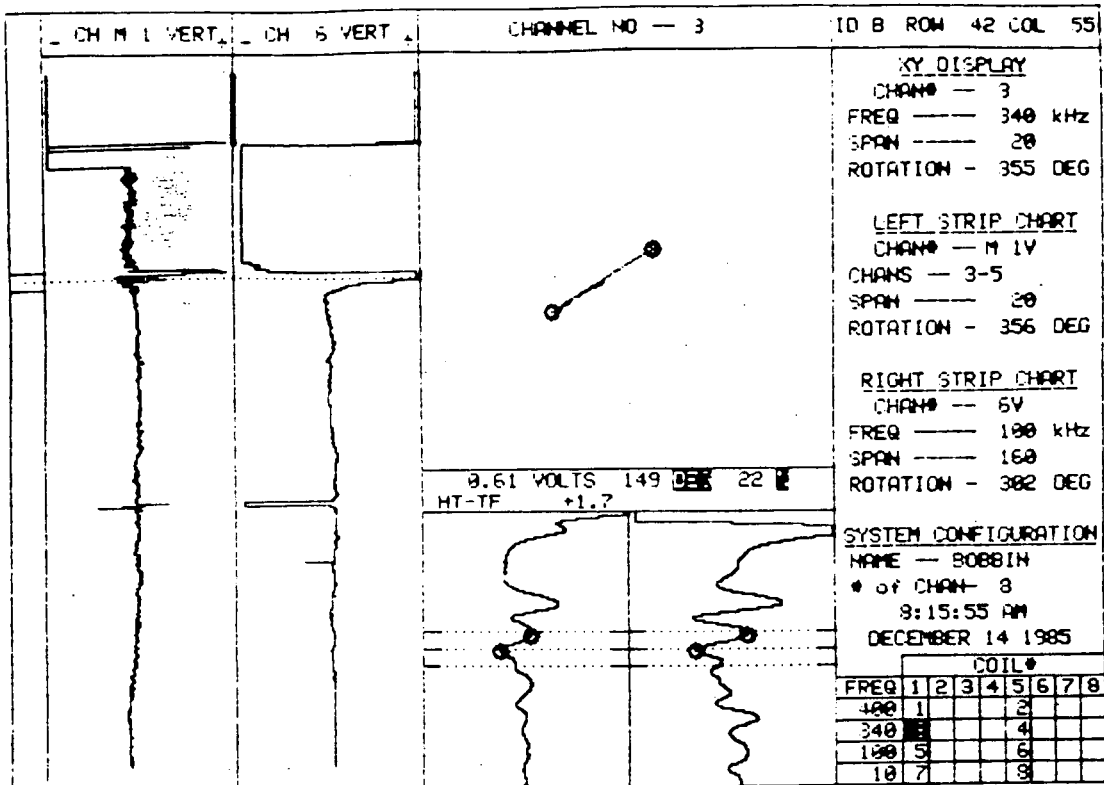 _ CH M 1 VERT +
_ CH 6 VERT +
CHANNEL NO -- 3
ID B ROW 42 COL 55
XY DISPLAY
CHAN# -- 3
FREQ ----- 340 kHz
SPAN ----- 20
ROTATION - 355 DEG
LEFT STRIP CHART
CHAN# -- M 1V
CHANS -- 3-5
SPAN ----- 20
ROTATION - 356 DEG
RIGHT STRIP CHART
CHAN# -- 6V
FREQ ----- 100 kHz
SPAN ----- 160
ROTATION - 302 DEG
0.61 VOLTS 149 DEG 22
HT-TF +1.7
SYSTEM CONFIGURATION
NAME -- BOBBIN
# of CHAN- 8
8:15:55 AM
DECEMBER 14 1985
COIL#
FREQ 1 2 3 4 5 6 7 8
400 1 2
340 4
100 5 6
10 7 8